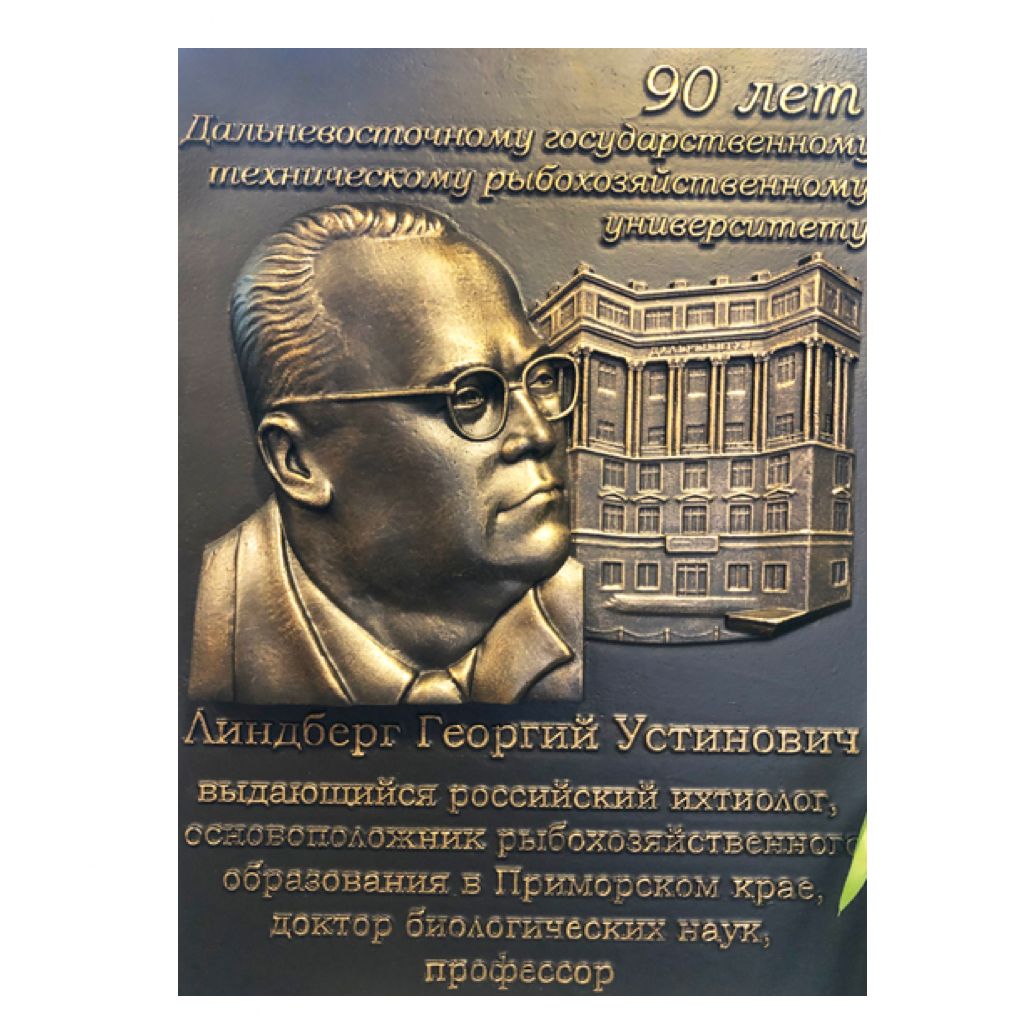 90 лет
Дальневосточному государственному
техническому рыбохозяйственному
университету
Линдберг Георгий Устинович
выдающийся российский ихтиолог,
основоположник рыбохозяйственного
образования в Приморском крае,
доктор биологических наук,
профессор